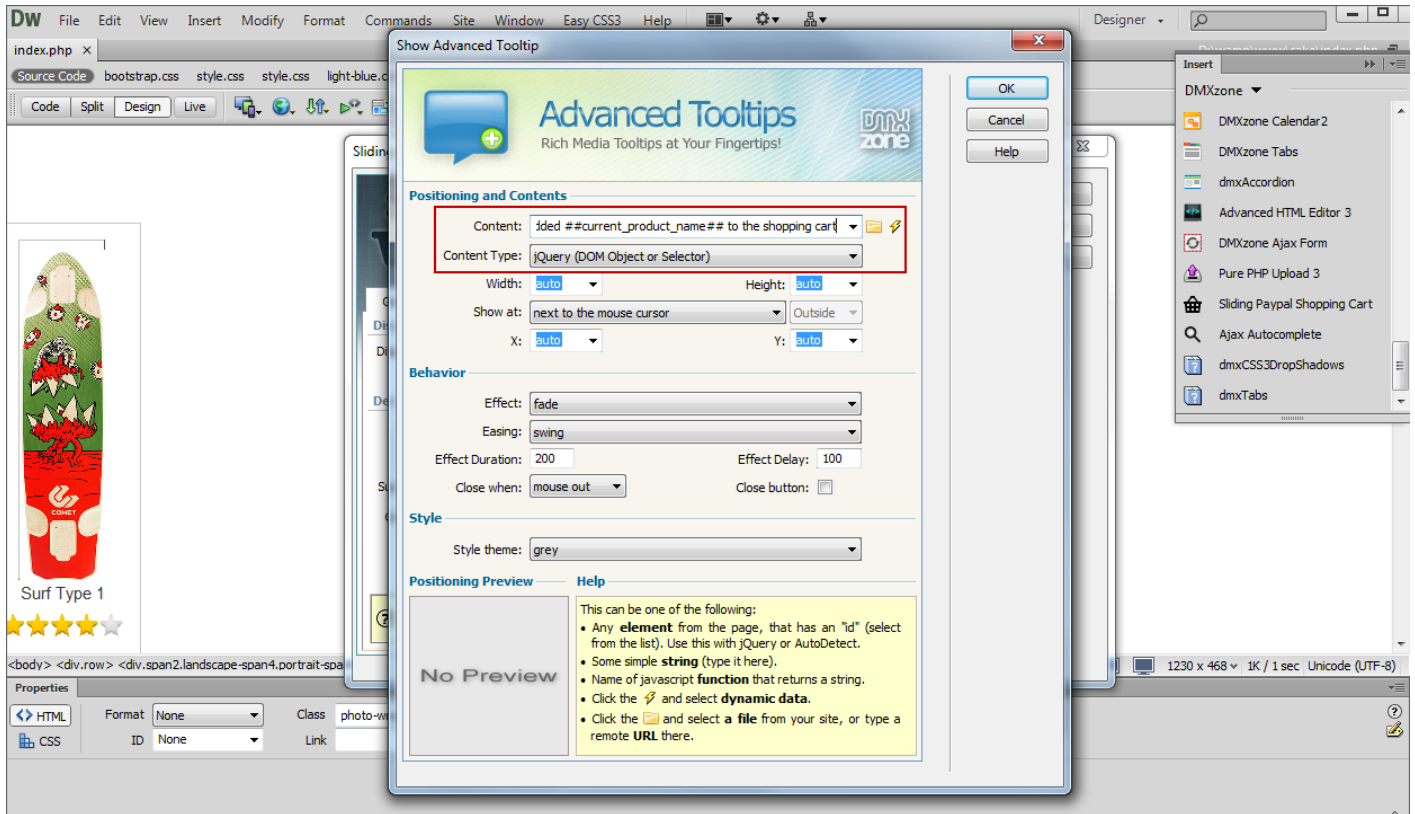 DW File Edit View Insert Modify Format Commands Site Window Easy CSS3 Help Designer
index.php
Source Code bootstrap.css style.css style.css light-blue.c
Code Split Design Live
Show Advanced Tooltip
Advanced Tooltips
Rich Media Tooltips at Your Fingertips!
DMX zone
OK
Cancel
Help
Slidin
Positioning and Contents
Content: dded ##current_product_name## to the shopping cart
Content Type: jQuery (DOM Object or Selector)
Width: auto Height: auto
Show at: next to the mouse cursor Outside
X: auto Y: auto
Behavior
Effect: fade
Easing: swing
Effect Duration: 200 Effect Delay: 100
Close when: mouse out Close button:
Style
Style theme: grey
Positioning Preview Help
No Preview
This can be one of the following:
• Any element from the page, that has an "id" (select
from the list). Use this with jQuery or AutoDetect.
• Some simple string (type it here).
• Name of javascript function that returns a string.
• Click the and select dynamic data.
• Click the and select a file from your site, or type a
remote URL there.
Insert
DMXzone
DMXzone Calendar2
DMXzone Tabs
dmxAccordion
Advanced HTML Editor 3
DMXzone Ajax Form
Pure PHP Upload 3
Sliding Paypal Shopping Cart
Ajax Autocomplete
dmxCSS3DropShadows
dmxTabs
COMET
Surf Type 1
<body> <div.row> <div.span2.landscape-span4.portrait-spa
1230 x 468 1K / 1 sec Unicode (UTF-8)
Properties
HTML Format None Class photo-w
CSS ID None Link